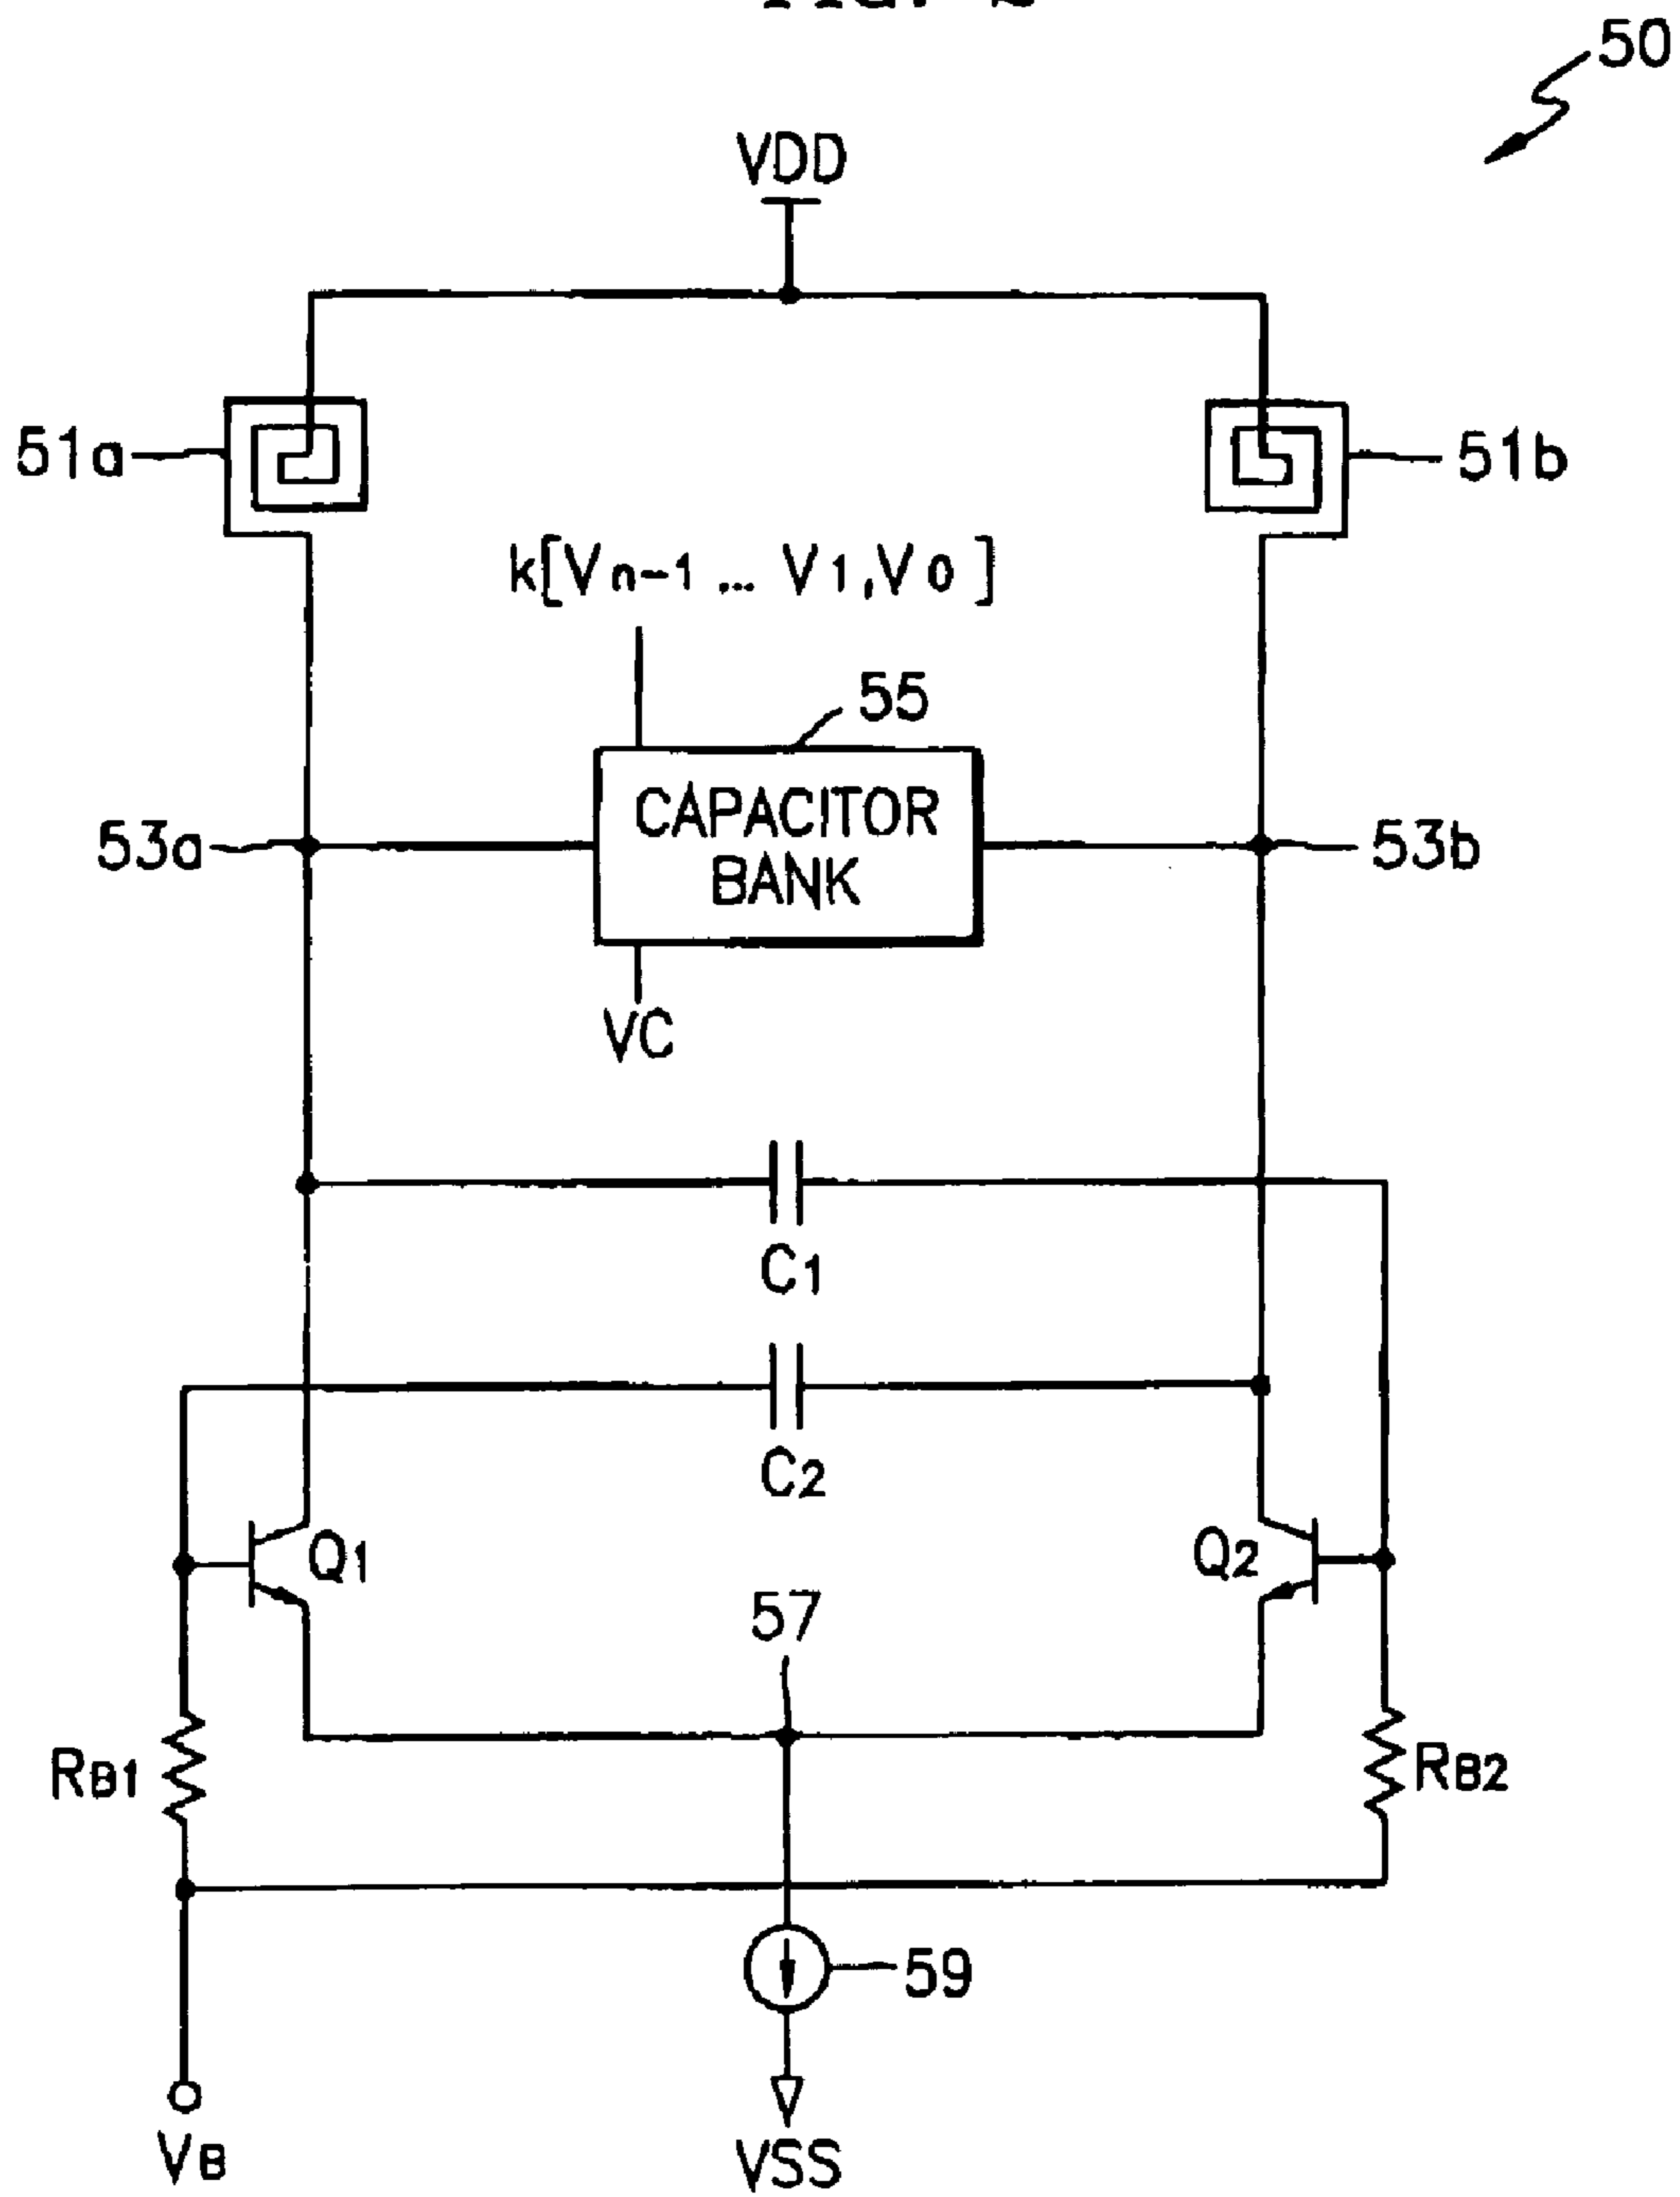 50
VDD
51a
51b
k[Vn-1 ... V1,V0]
55
CAPACITOR
BANK
53a
53b
VC
C1
C2
Q1
Q2
57
RB1
RB2
59
VB
VSS